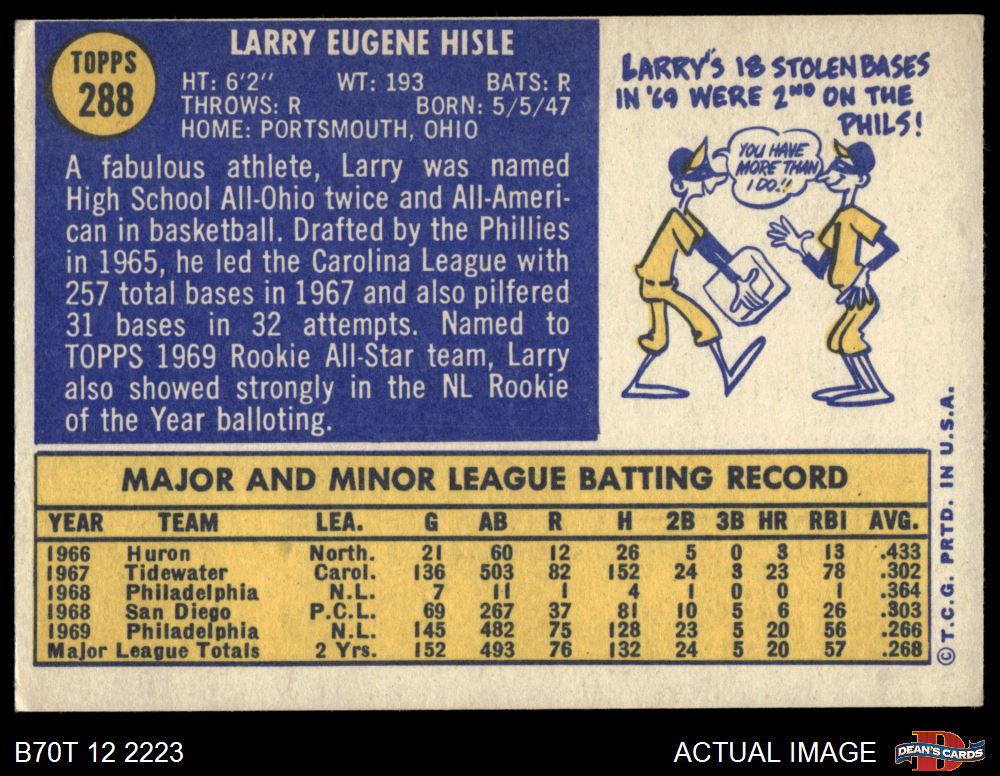 TOPPS
288
LARRY EUGENE HISLE
HT: 6'2" WT: 193 BATS: R
THROWS: R BORN: 5/5/47
HOME: PORTSMOUTH, OHIO
A fabulous athlete, Larry was named
High School All-Ohio twice and All-Ameri-
can in basketball. Drafted by the Phillies
in 1965, he led the Carolina League with
257 total bases in 1967 and also pilfered
31 bases in 32 attempts. Named to
TOPPS 1969 Rookie All-Star team, Larry
also showed strongly in the NL Rookie
of the Year balloting.
LARRY'S 18 STOLEN BASES
IN '69 WERE 2ND ON THE
PHILS!
YOU HAVE
MORE THAN
I DO!!
MAJOR AND MINOR LEAGUE BATTING RECORD
YEAR TEAM LEA. G AB R H 2B 3B HR RBI AVG.
1966 Huron North. 21 60 12 26 5 0 3 13 .433
1967 Tidewater Carol. 136 503 82 152 24 3 23 78 .302
1968 Philadelphia N.L. 7 11 1 4 1 0 0 1 .364
1968 San Diego P.C.L. 69 267 37 81 10 5 6 26 .303
1969 Philadelphia N.L. 145 482 75 128 23 5 20 56 .266
Major League Totals 2 Yrs. 152 493 76 132 24 5 20 57 .268
© T.C.G. PRTD. IN U.S.A.
B70T 12 2223
ACTUAL IMAGE
D
DEAN'S CARDS